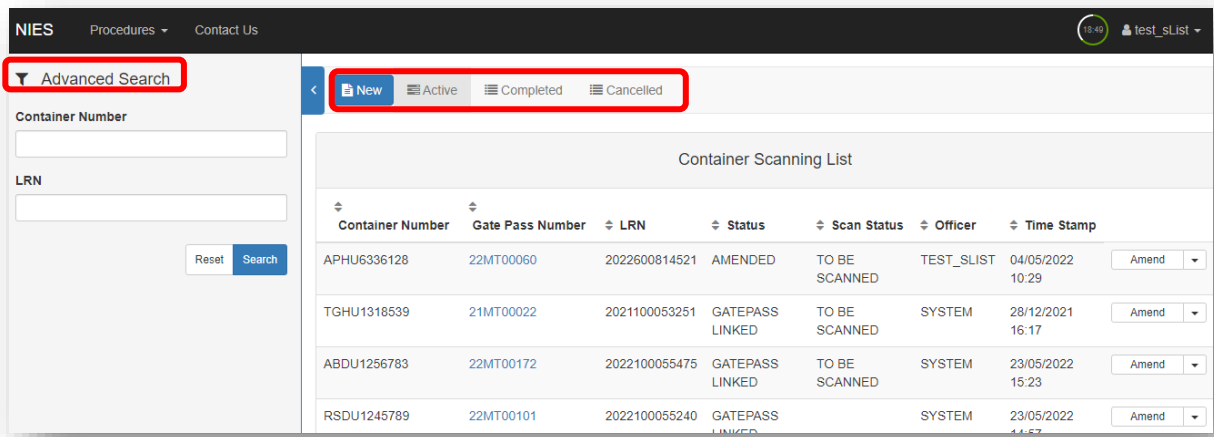 NIES Procedures Contact Us 18:49 test_sList
Advanced Search
New Active Completed Cancelled
Container Number
LRN
Reset Search
Container Scanning List
Container Number Gate Pass Number LRN Status Scan Status Officer Time Stamp
APHU6336128 22MT00060 2022600814521 AMENDED TO BE TEST_SLIST 04/05/2022 Amend
SCANNED 10:29
TGHU1318539 21MT00022 2021100053251 GATEPASS TO BE SYSTEM 28/12/2021 Amend
LINKED SCANNED 16:17
ABDU1256783 22MT00172 2022100055475 GATEPASS TO BE SYSTEM 23/05/2022 Amend
LINKED SCANNED 15:23
RSDU1245789 22MT00101 2022100055240 GATEPASS SYSTEM 23/05/2022 Amend
LINKED 14:57